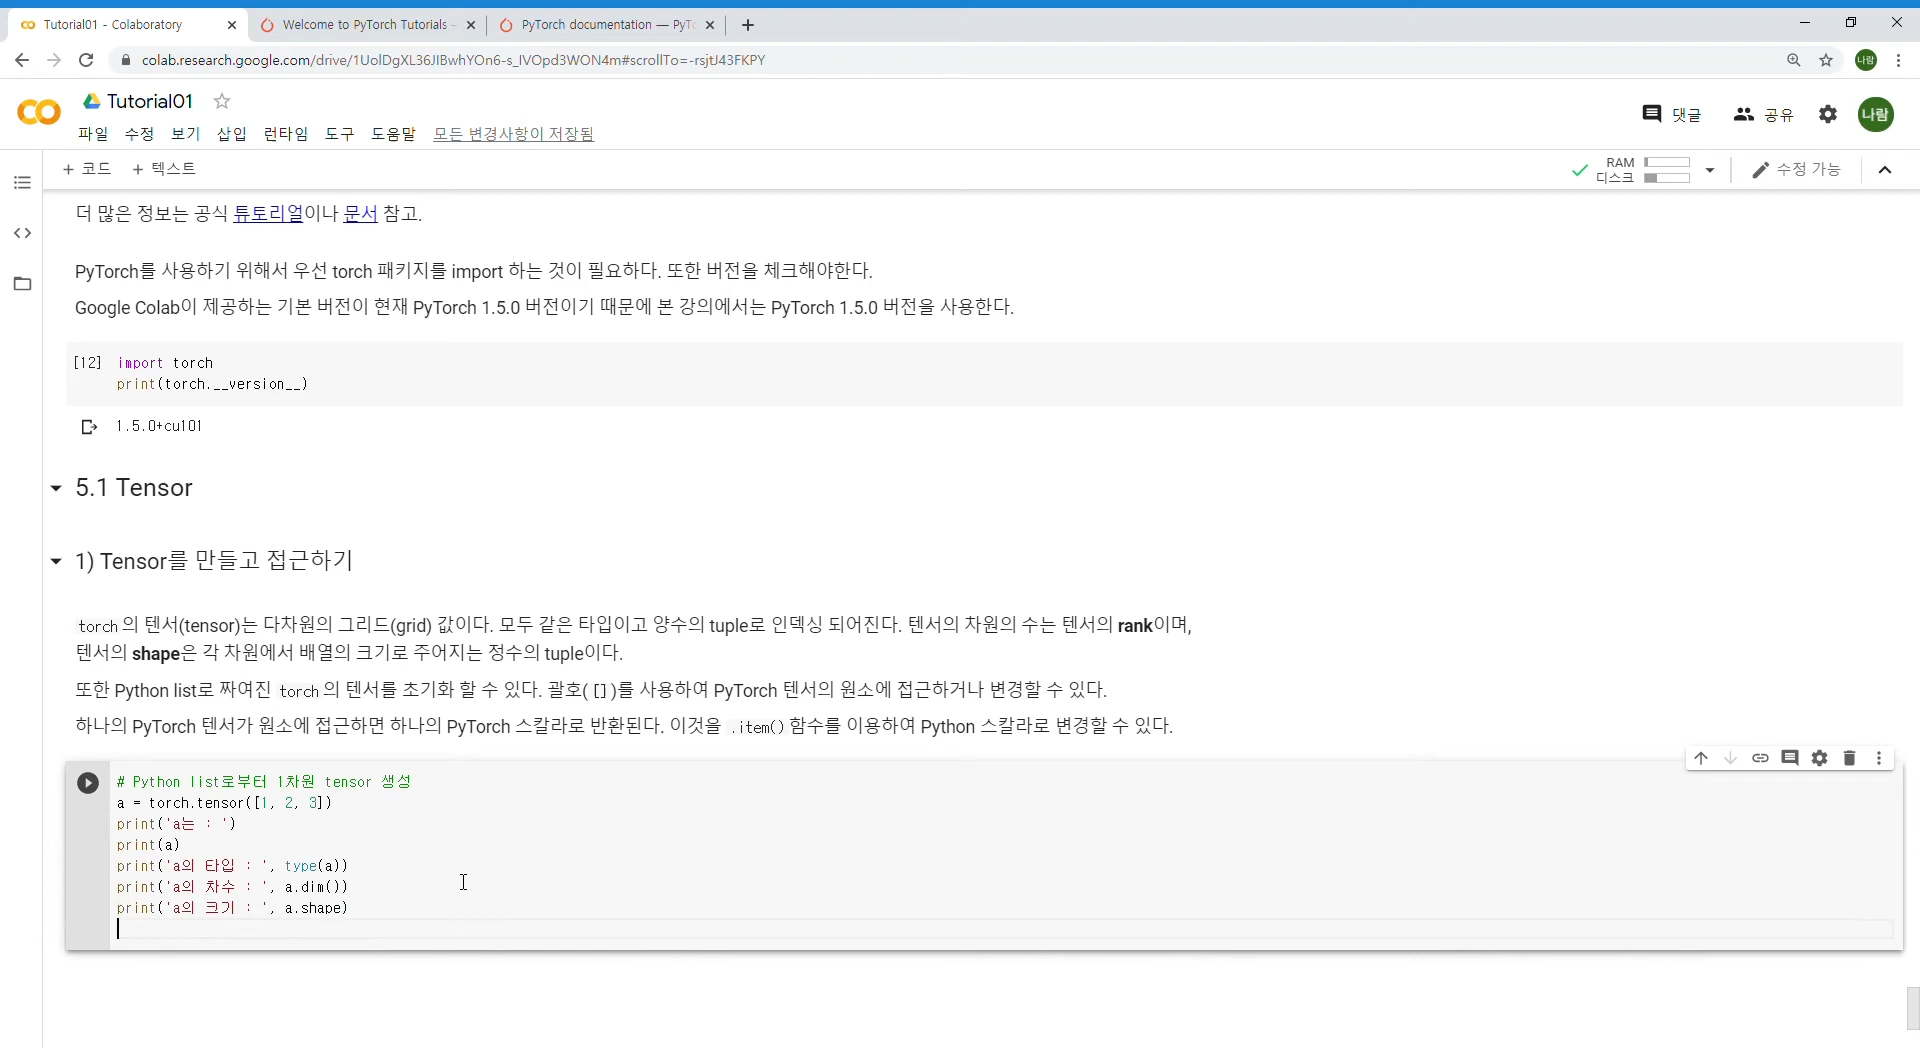 Tutorial01 - Colaboratory
Welcome to PyTorch Tutorials -
PyTorch documentation — PyTo
colab.research.google.com/drive/1UolDgXL36JIBwhYOn6-s_IVOpd3WON4m#scrollTo=-rsjtJ43FKPY
나람
Tutorial01
파일 수정 보기 삽입 런타임 도구 도움말 모든 변경사항이 저장됨
댓글 공유 나람
+ 코드 + 텍스트
RAM
디스크
수정 가능
더 많은 정보는 공식 튜토리얼이나 문서 참고.
PyTorch를 사용하기 위해서 우선 torch 패키지를 import 하는 것이 필요하다. 또한 버전을 체크해야한다.
Google Colab이 제공하는 기본 버전이 현재 PyTorch 1.5.0 버전이기 때문에 본 강의에서는 PyTorch 1.5.0 버전을 사용한다.
[12] import torch
print(torch.__version__)
1.5.0+cu101
5.1 Tensor
1) Tensor를 만들고 접근하기
torch의 텐서(tensor)는 다차원의 그리드(grid) 값이다. 모두 같은 타입이고 양수의 tuple로 인덱싱 되어진다. 텐서의 차원의 수는 텐서의 rank이며,
텐서의 shape은 각 차원에서 배열의 크기로 주어지는 정수의 tuple이다.
또한 Python list로 짜여진 torch의 텐서를 초기화 할 수 있다. 괄호([])를 사용하여 PyTorch 텐서의 원소에 접근하거나 변경할 수 있다.
하나의 PyTorch 텐서가 원소에 접근하면 하나의 PyTorch 스칼라로 반환된다. 이것을 .item() 함수를 이용하여 Python 스칼라로 변경할 수 있다.
# Python list로부터 1차원 tensor 생성
a = torch.tensor([1, 2, 3])
print('a는 : ')
print(a)
print('a의 타입 : ', type(a))
print('a의 차수 : ', a.dim())
print('a의 크기 : ', a.shape)